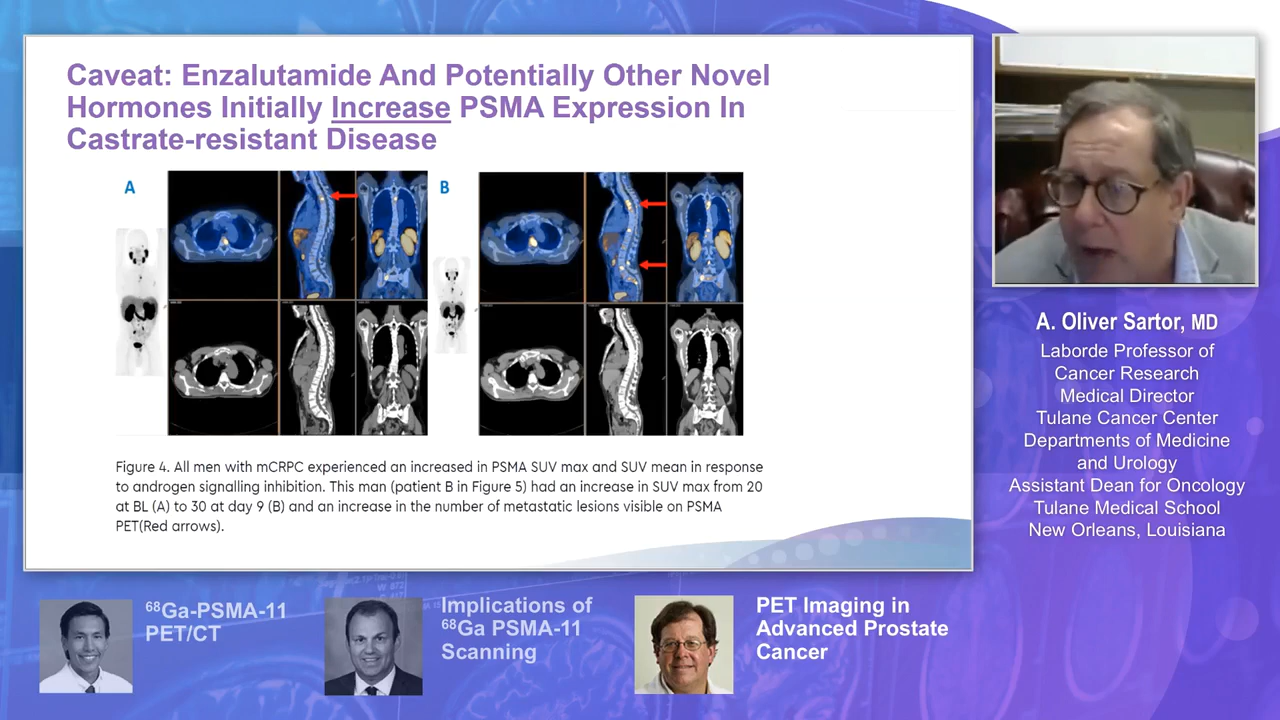 Caveat: Enzalutamide And Potentially Other Novel
Hormones Initially Increase PSMA Expression In
Castrate-resistant Disease
A
B
Figure 4. All men with mCRPC experienced an increased in PSMA SUV max and SUV mean in response
to androgen signalling inhibition. This man (patient B in Figure 5) had an increase in SUV max from 20
at BL (A) to 30 at day 9 (B) and an increase in the number of metastatic lesions visible on PSMA
PET(Red arrows).
A. Oliver Sartor, MD
Laborde Professor of
Cancer Research
Medical Director
Tulane Cancer Center
Departments of Medicine
and Urology
Assistant Dean for Oncology
Tulane Medical School
New Orleans, Louisiana
⁶⁸Ga-PSMA-11
PET/CT
Implications of
⁶⁸Ga PSMA-11
Scanning
PET Imaging in
Advanced Prostate
Cancer